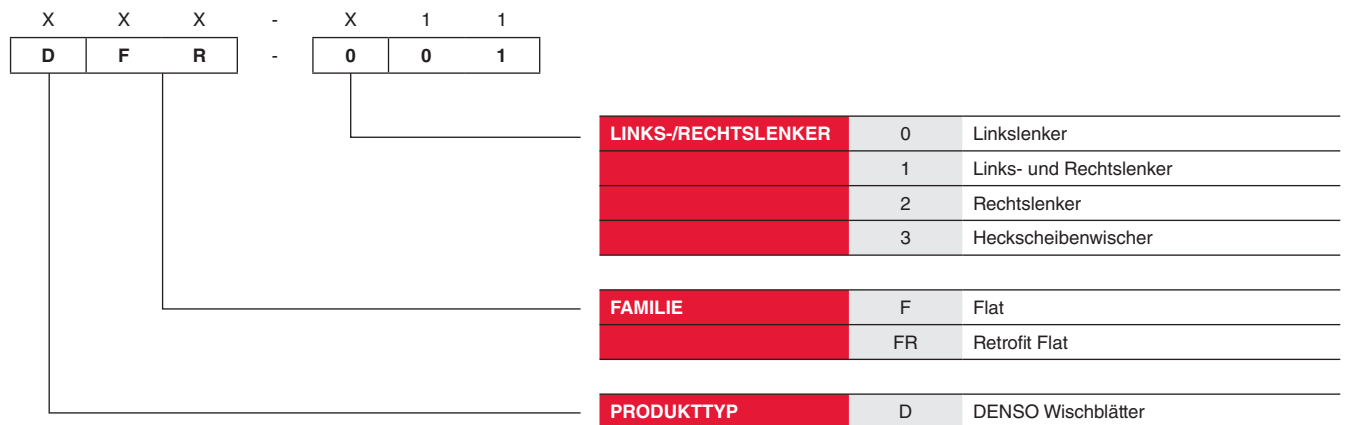 X X X - X 1 1
D F R - 0 0 1
LINKS-/RECHTSLENKER 0 Linkslenker
1 Links- und Rechtslenker
2 Rechtslenker
3 Heckscheibenwischer
FAMILIE F Flat
FR Retrofit Flat
PRODUKTTYP D DENSO Wischblätter